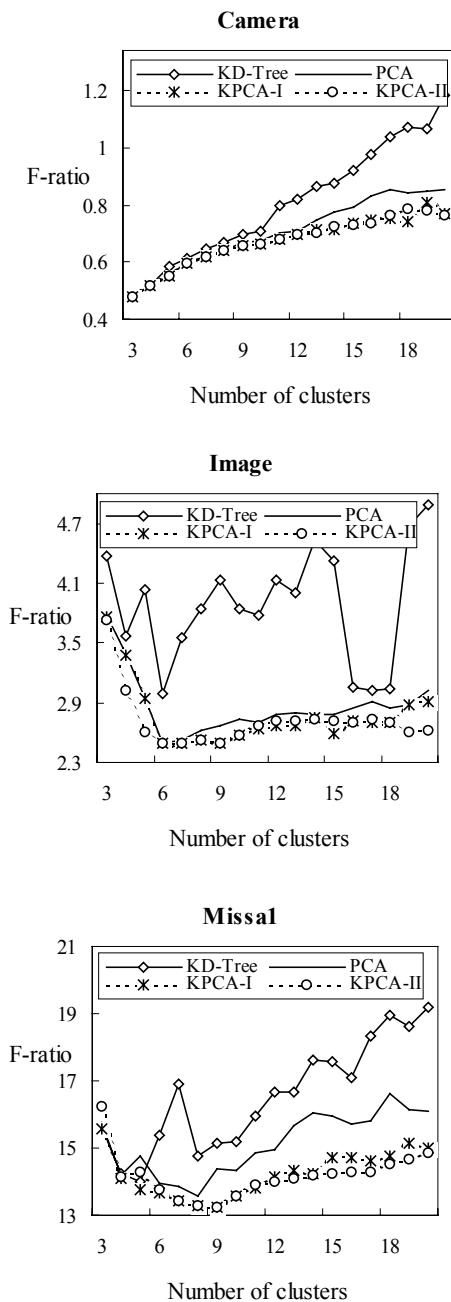 Camera
KD-Tree PCA
KPCA-I KPCA-II
1.2
1
F-ratio
0.8
0.6
0.4
3 6 9 12 15 18
Number of clusters
Image
KD-Tree PCA
KPCA-I KPCA-II
4.7
4.1
F-ratio
3.5
2.9
2.3
3 6 9 12 15 18
Number of clusters
Missa1
21
KD-Tree PCA
KPCA-I KPCA-II
19
F-ratio
17
15
13
3 6 9 12 15 18
Number of clusters